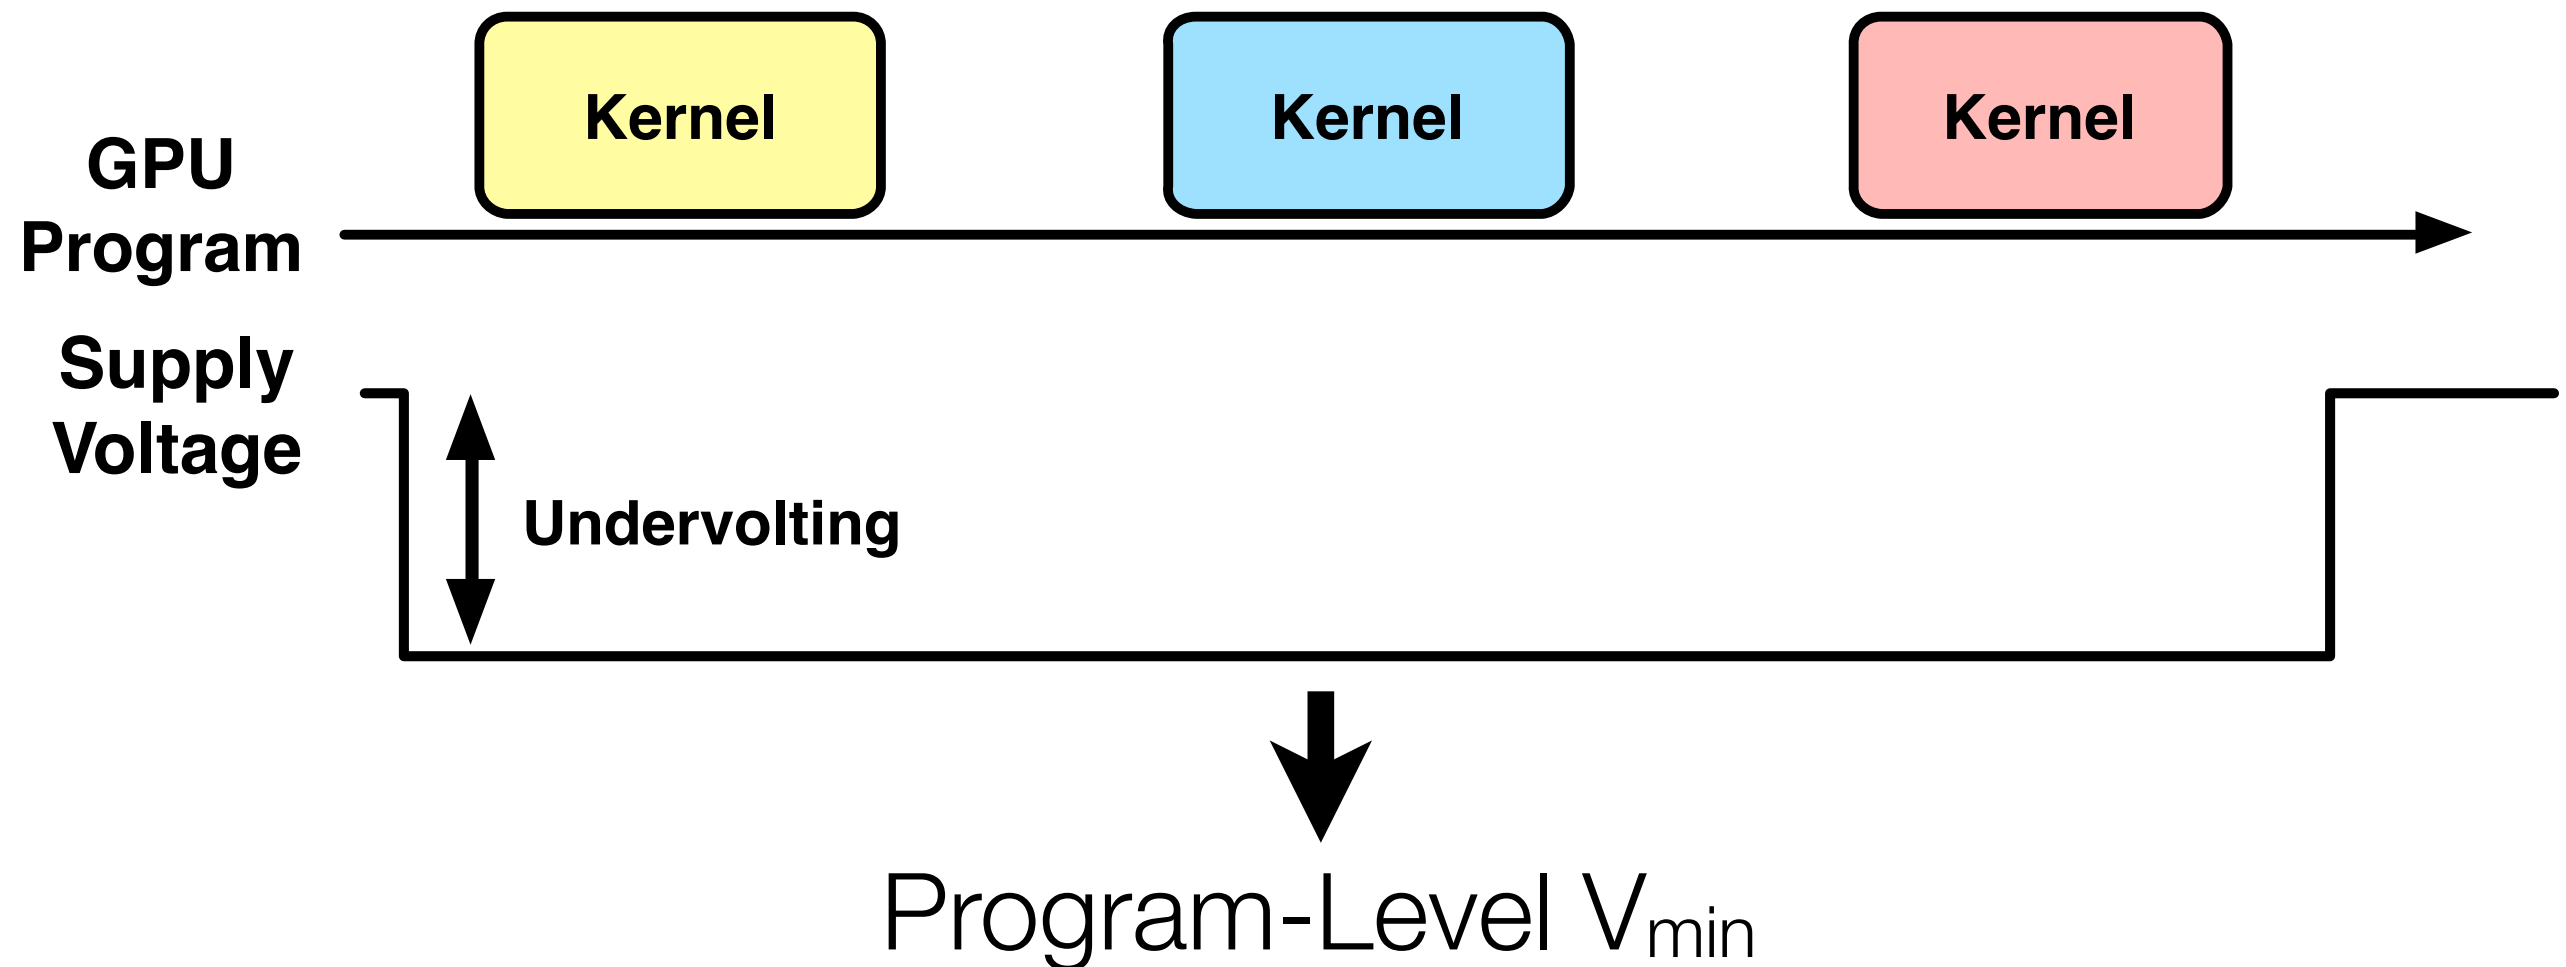 Kernel
Kernel
Kernel
GPU
Program
Supply
Voltage
Undervolting
Program-Level Vmin